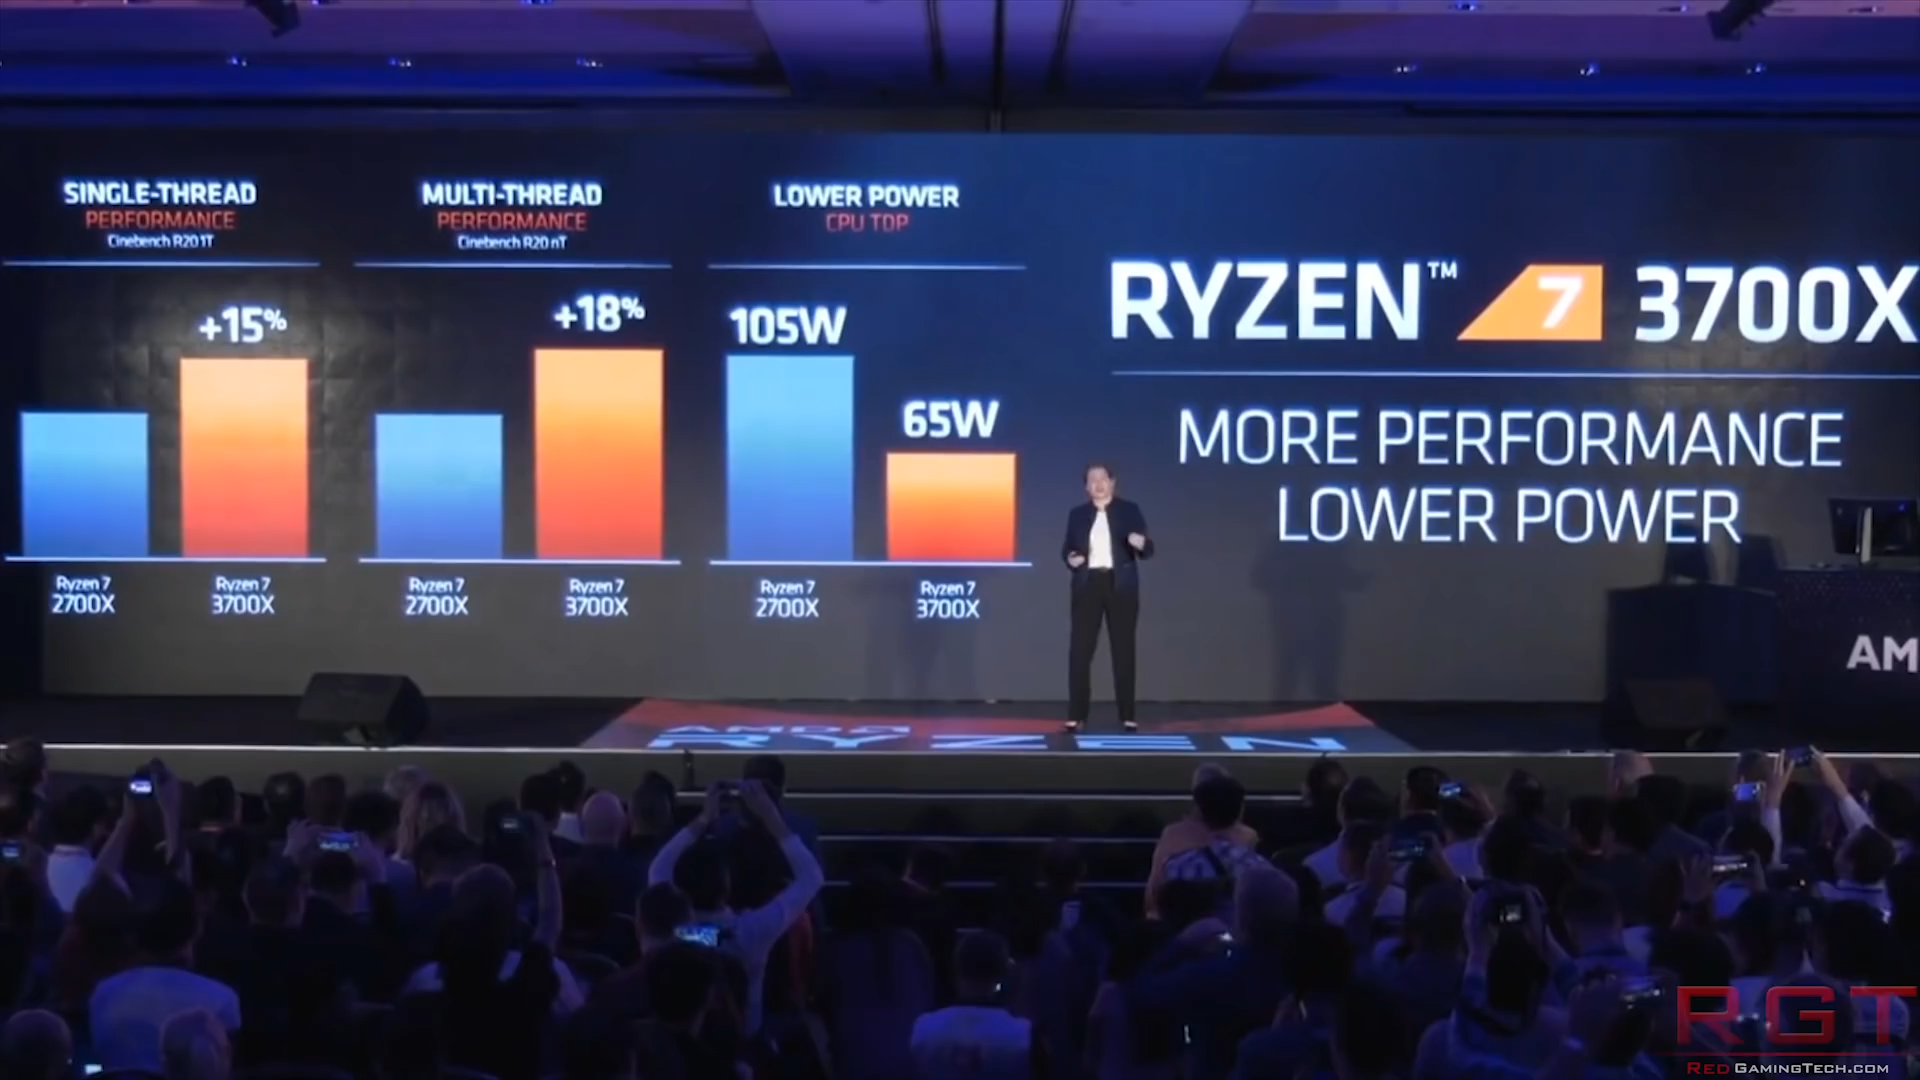 SINGLE-THREAD
PERFORMANCE
Cinebench R20 1T
+15%
Ryzen 7
2700X
Ryzen 7
3700X
MULTI-THREAD
PERFORMANCE
Cinebench R20 nT
+18%
Ryzen 7
2700X
Ryzen 7
3700X
LOWER POWER
CPU TDP
105W
65W
Ryzen 7
2700X
Ryzen 7
3700X
RYZEN™ 7 3700X
MORE PERFORMANCE
LOWER POWER
AM
AMD
RYZEN
RGT
REDGAMINGTECH.COM